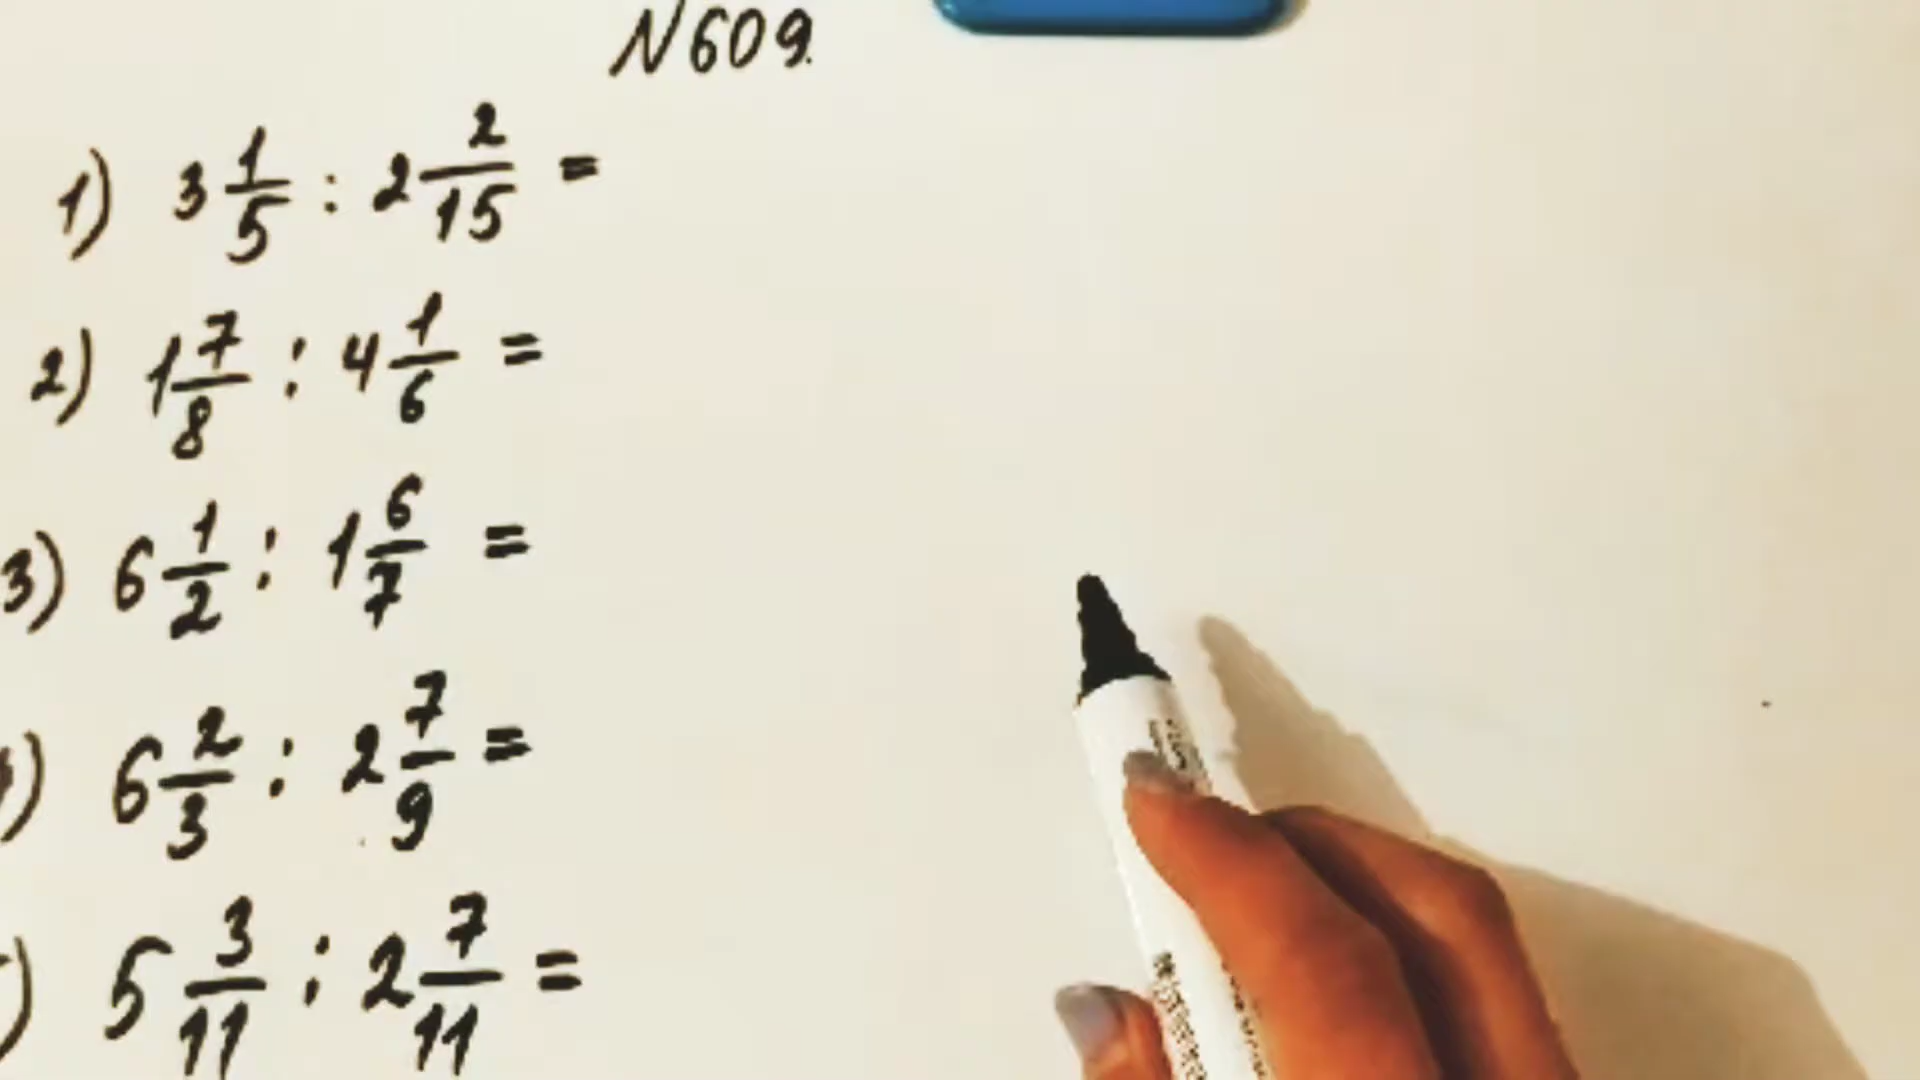 N609.
1) 3 1/5 : 2 2/15 =
2) 1 7/8 : 4 1/6 =
3) 6 1/2 : 1 6/7 =
) 6 2/3 : 2 7/9 =
) 5 3/11 : 2 7/11 =